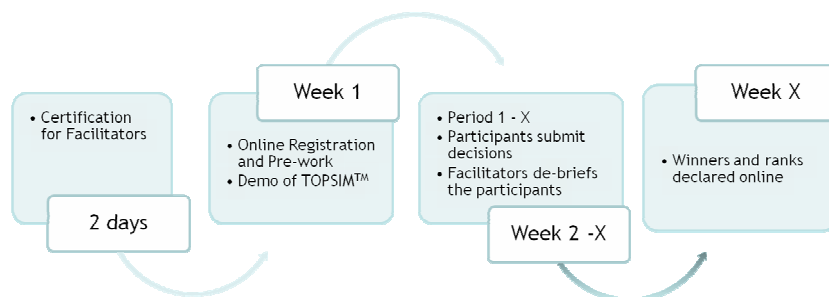 • Certification
for Facilitators
2 days
Week 1
• Online Registration
and Pre-work
• Demo of TOPSIM™
• Period 1 - X
• Participants submit
decisions
• Facilitators de-briefs
the participants
Week 2 -X
Week X
• Winners and ranks
declared online